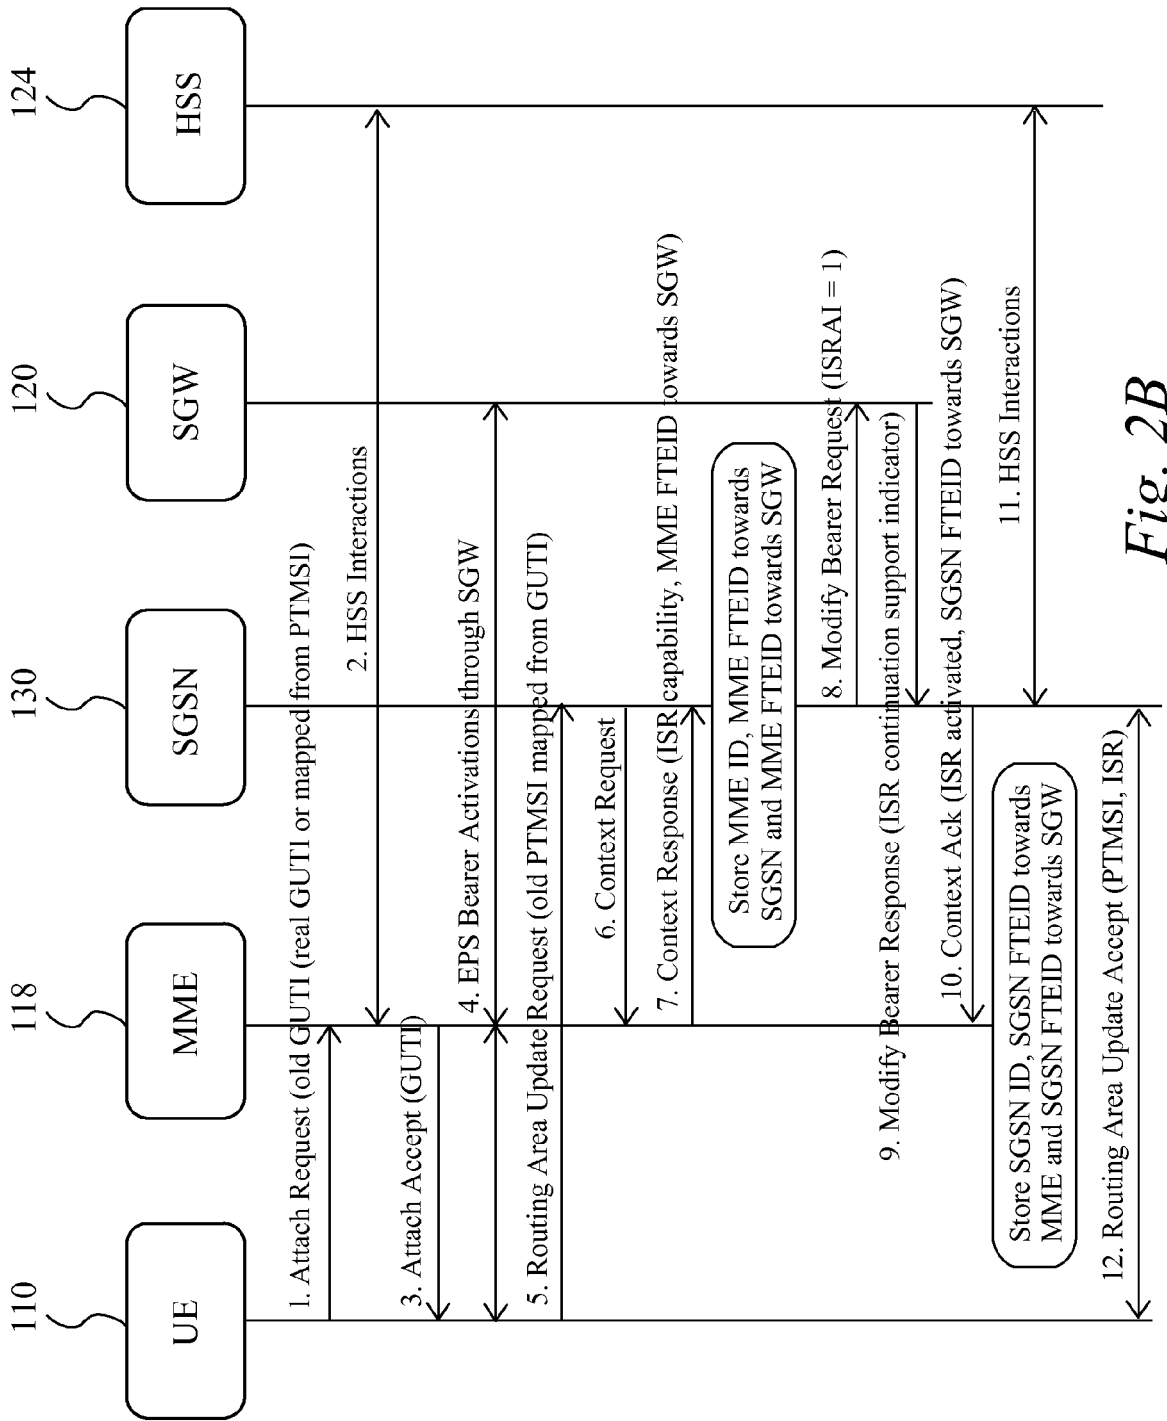 110
118
130
120
124
UE
MME
SGSN
SGW
HSS
1. Attach Request (old GUTI (real GUTI or mapped from PTMSI)
2. HSS Interactions
3. Attach Accept (GUTI)
4. EPS Bearer Activations through SGW
5. Routing Area Update Request (old PTMSI mapped from GUTI)
6. Context Request
7. Context Response (ISR capability, MME FTEID towards SGW)
Store MME ID, MME FTEID towards
SGSN and MME FTEID towards SGW
8. Modify Bearer Request (ISRAI = 1)
9. Modify Bearer Response (ISR continuation support indicator)
10. Context Ack (ISR activated, SGSN FTEID towards SGW)
Store SGSN ID, SGSN FTEID towards
MME and SGSN FTEID towards SGW
11. HSS Interactions
12. Routing Area Update Accept (PTMSI, ISR)
Fig. 2B